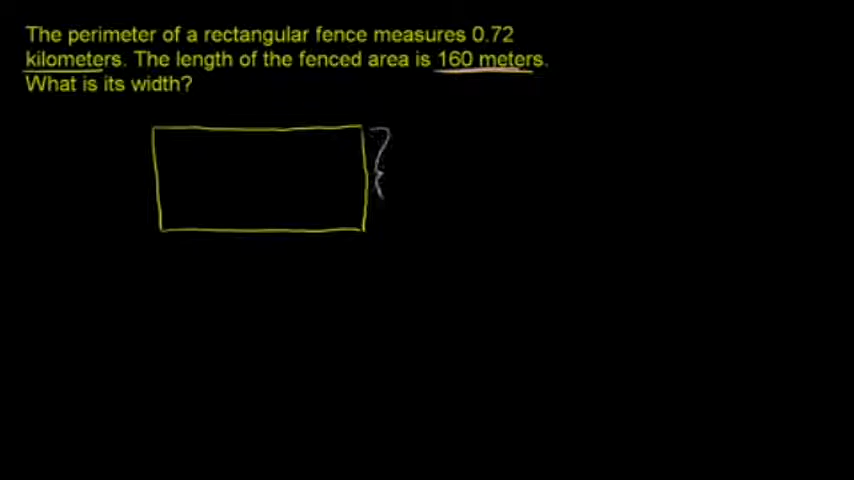 The perimeter of a rectangular fence measures 0.72
kilometers. The length of the fenced area is 160 meters.
What is its width?